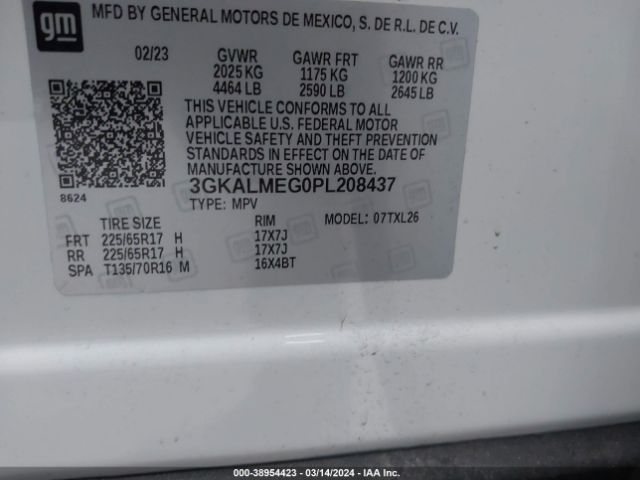 gm
MFD BY GENERAL MOTORS DE MEXICO, S. DE R.L. DE C.V.
02/23 GVWR GAWR FRT GAWR RR
2025 KG 1175 KG 1200 KG
4464 LB 2590 LB 2645 LB
THIS VEHICLE CONFORMS TO ALL
APPLICABLE U.S. FEDERAL MOTOR
VEHICLE SAFETY AND THEFT PREVENTION
STANDARDS IN EFFECT ON THE DATE OF
MANUFACTURE SHOWN ABOVE.
8624
3GKALMEG0PL208437
TYPE: MPV
TIRE SIZE RIM MODEL: 07TXL26
FRT 225/65R17 H 17X7J
RR 225/65R17 H 17X7J
SPA T135/70R16 M 16X4BT
000-38954423 - 03/14/2024 - IAA Inc.